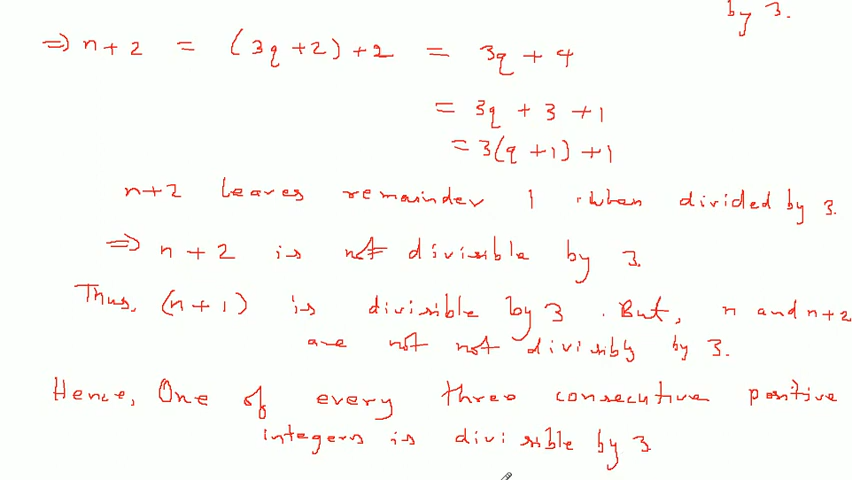 by 3.
⇒ n+2 = (3q+2)+2 = 3q + 4
= 3q + 3 +1
= 3(q +1) +1
n+2 leaves remainder 1 when divided by 3.
⇒ n + 2 is not divisible by 3.
Thus, (n+1) is divisible by 3. But, n and n+2
are not not divisibly by 3.
Hence, One of every three consecutive positive
integers is divisible by 3